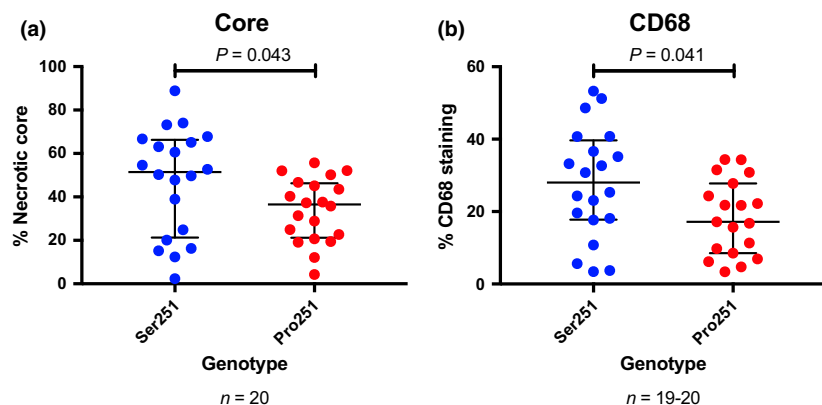 (a)
Core
P = 0.043
% Necrotic core
100
80
60
40
20
0
Ser251
Pro251
Genotype
n = 20
(b)
CD68
P = 0.041
% CD68 staining
60
40
20
0
Ser251
Pro251
Genotype
n = 19-20